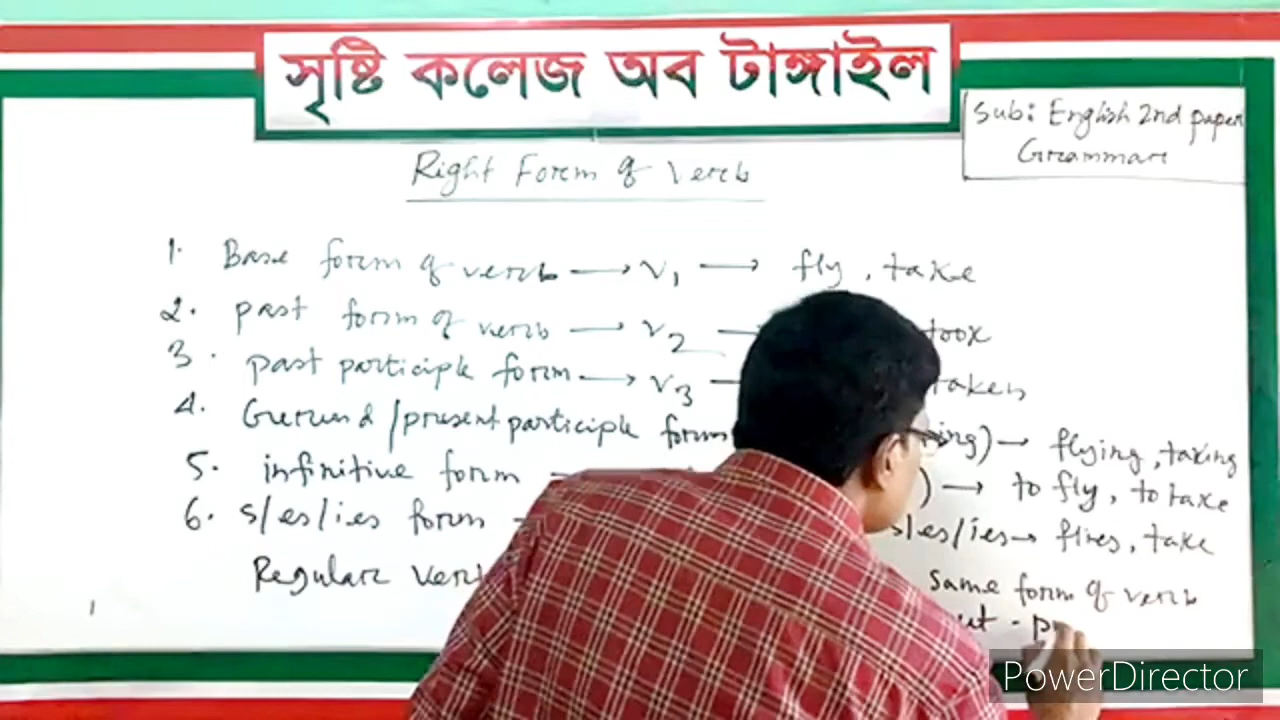 সৃষ্টি কলেজ অব টাঙ্গাইল
Sub: English 2nd paper
Grammar
Right Form of Verb
1. Base form of verb → V1 → fly, take
2. past form of verb → V2 → took
3. past participle form → V3 → taken
4. Gerund/present participle form ing) → flying, taking
5. infinitive form → ) → to fly, to take
6. s/es/ies form → s/es/ies → flies, take
Regular verb
Same form of verb
PowerDirector